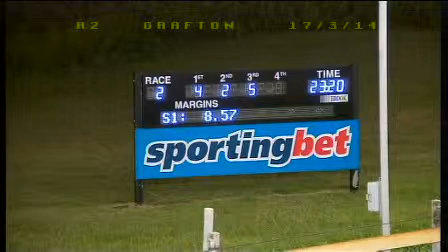 R2 GRAFTON 17/3/14
RACE 1ST 2ND 3RD 4TH TIME
2 4 2 5 23.20
MARGINS
S1: 8.57
sportingbet